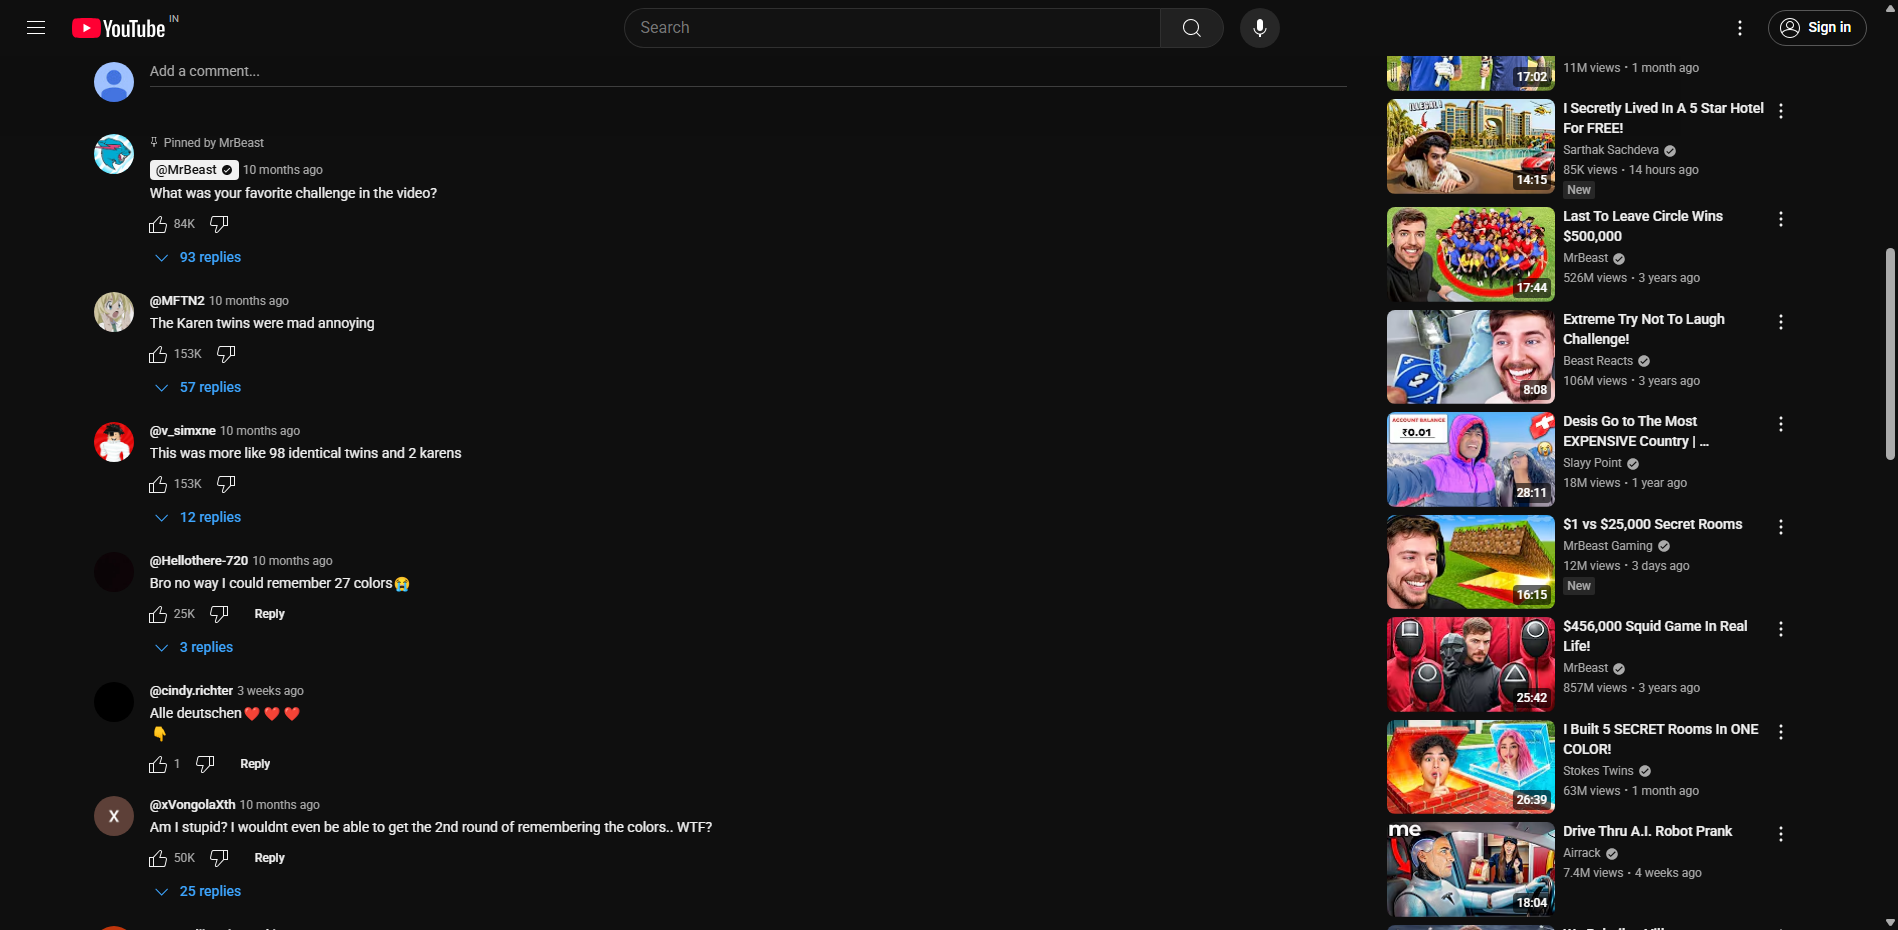 YouTube IN
Search
Sign in
Add a comment...
Pinned by MrBeast
@MrBeast 10 months ago
What was your favorite challenge in the video?
84K
93 replies
@MFTN2 10 months ago
The Karen twins were mad annoying
153K
57 replies
@v_simxne 10 months ago
This was more like 98 identical twins and 2 karens
153K
12 replies
@Hellothere-720 10 months ago
Bro no way I could remember 27 colors😭
25K Reply
3 replies
@cindy.richter 3 weeks ago
Alle deutschen❤️❤️❤️
👇
1 Reply
X
@xVongolaXth 10 months ago
Am I stupid? I wouldnt even be able to get the 2nd round of remembering the colors.. WTF?
50K Reply
25 replies
17:02
11M views • 1 month ago
ILLEGAL!
14:15
I Secretly Lived In A 5 Star Hotel
For FREE!
Sarthak Sachdeva
85K views • 14 hours ago
New
17:44
Last To Leave Circle Wins
$500,000
MrBeast
526M views • 3 years ago
8:08
Extreme Try Not To Laugh
Challenge!
Beast Reacts
106M views • 3 years ago
ACCOUNT BALANCE
₹0.01
28:11
Desis Go to The Most
EXPENSIVE Country | ...
Slayy Point
18M views • 1 year ago
16:15
$1 vs $25,000 Secret Rooms
MrBeast Gaming
12M views • 3 days ago
New
25:42
$456,000 Squid Game In Real
Life!
MrBeast
857M views • 3 years ago
26:39
I Built 5 SECRET Rooms In ONE
COLOR!
Stokes Twins
63M views • 1 month ago
me
18:04
Drive Thru A.I. Robot Prank
Airrack
7.4M views • 4 weeks ago